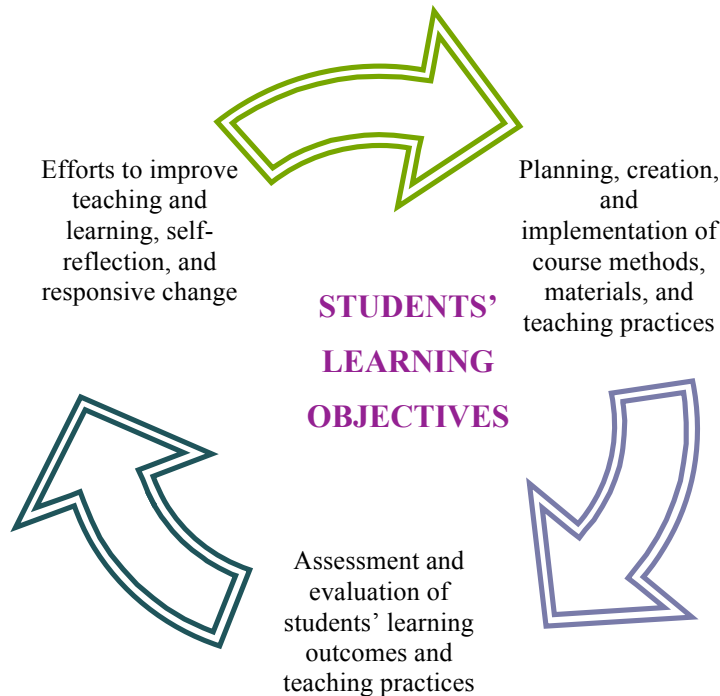 Efforts to improve
teaching and
learning, self-
reflection, and
responsive change
Planning, creation,
and
implementation of
course methods,
materials, and
teaching practices
STUDENTS’
LEARNING
OBJECTIVES
Assessment and
evaluation of
students’ learning
outcomes and
teaching practices